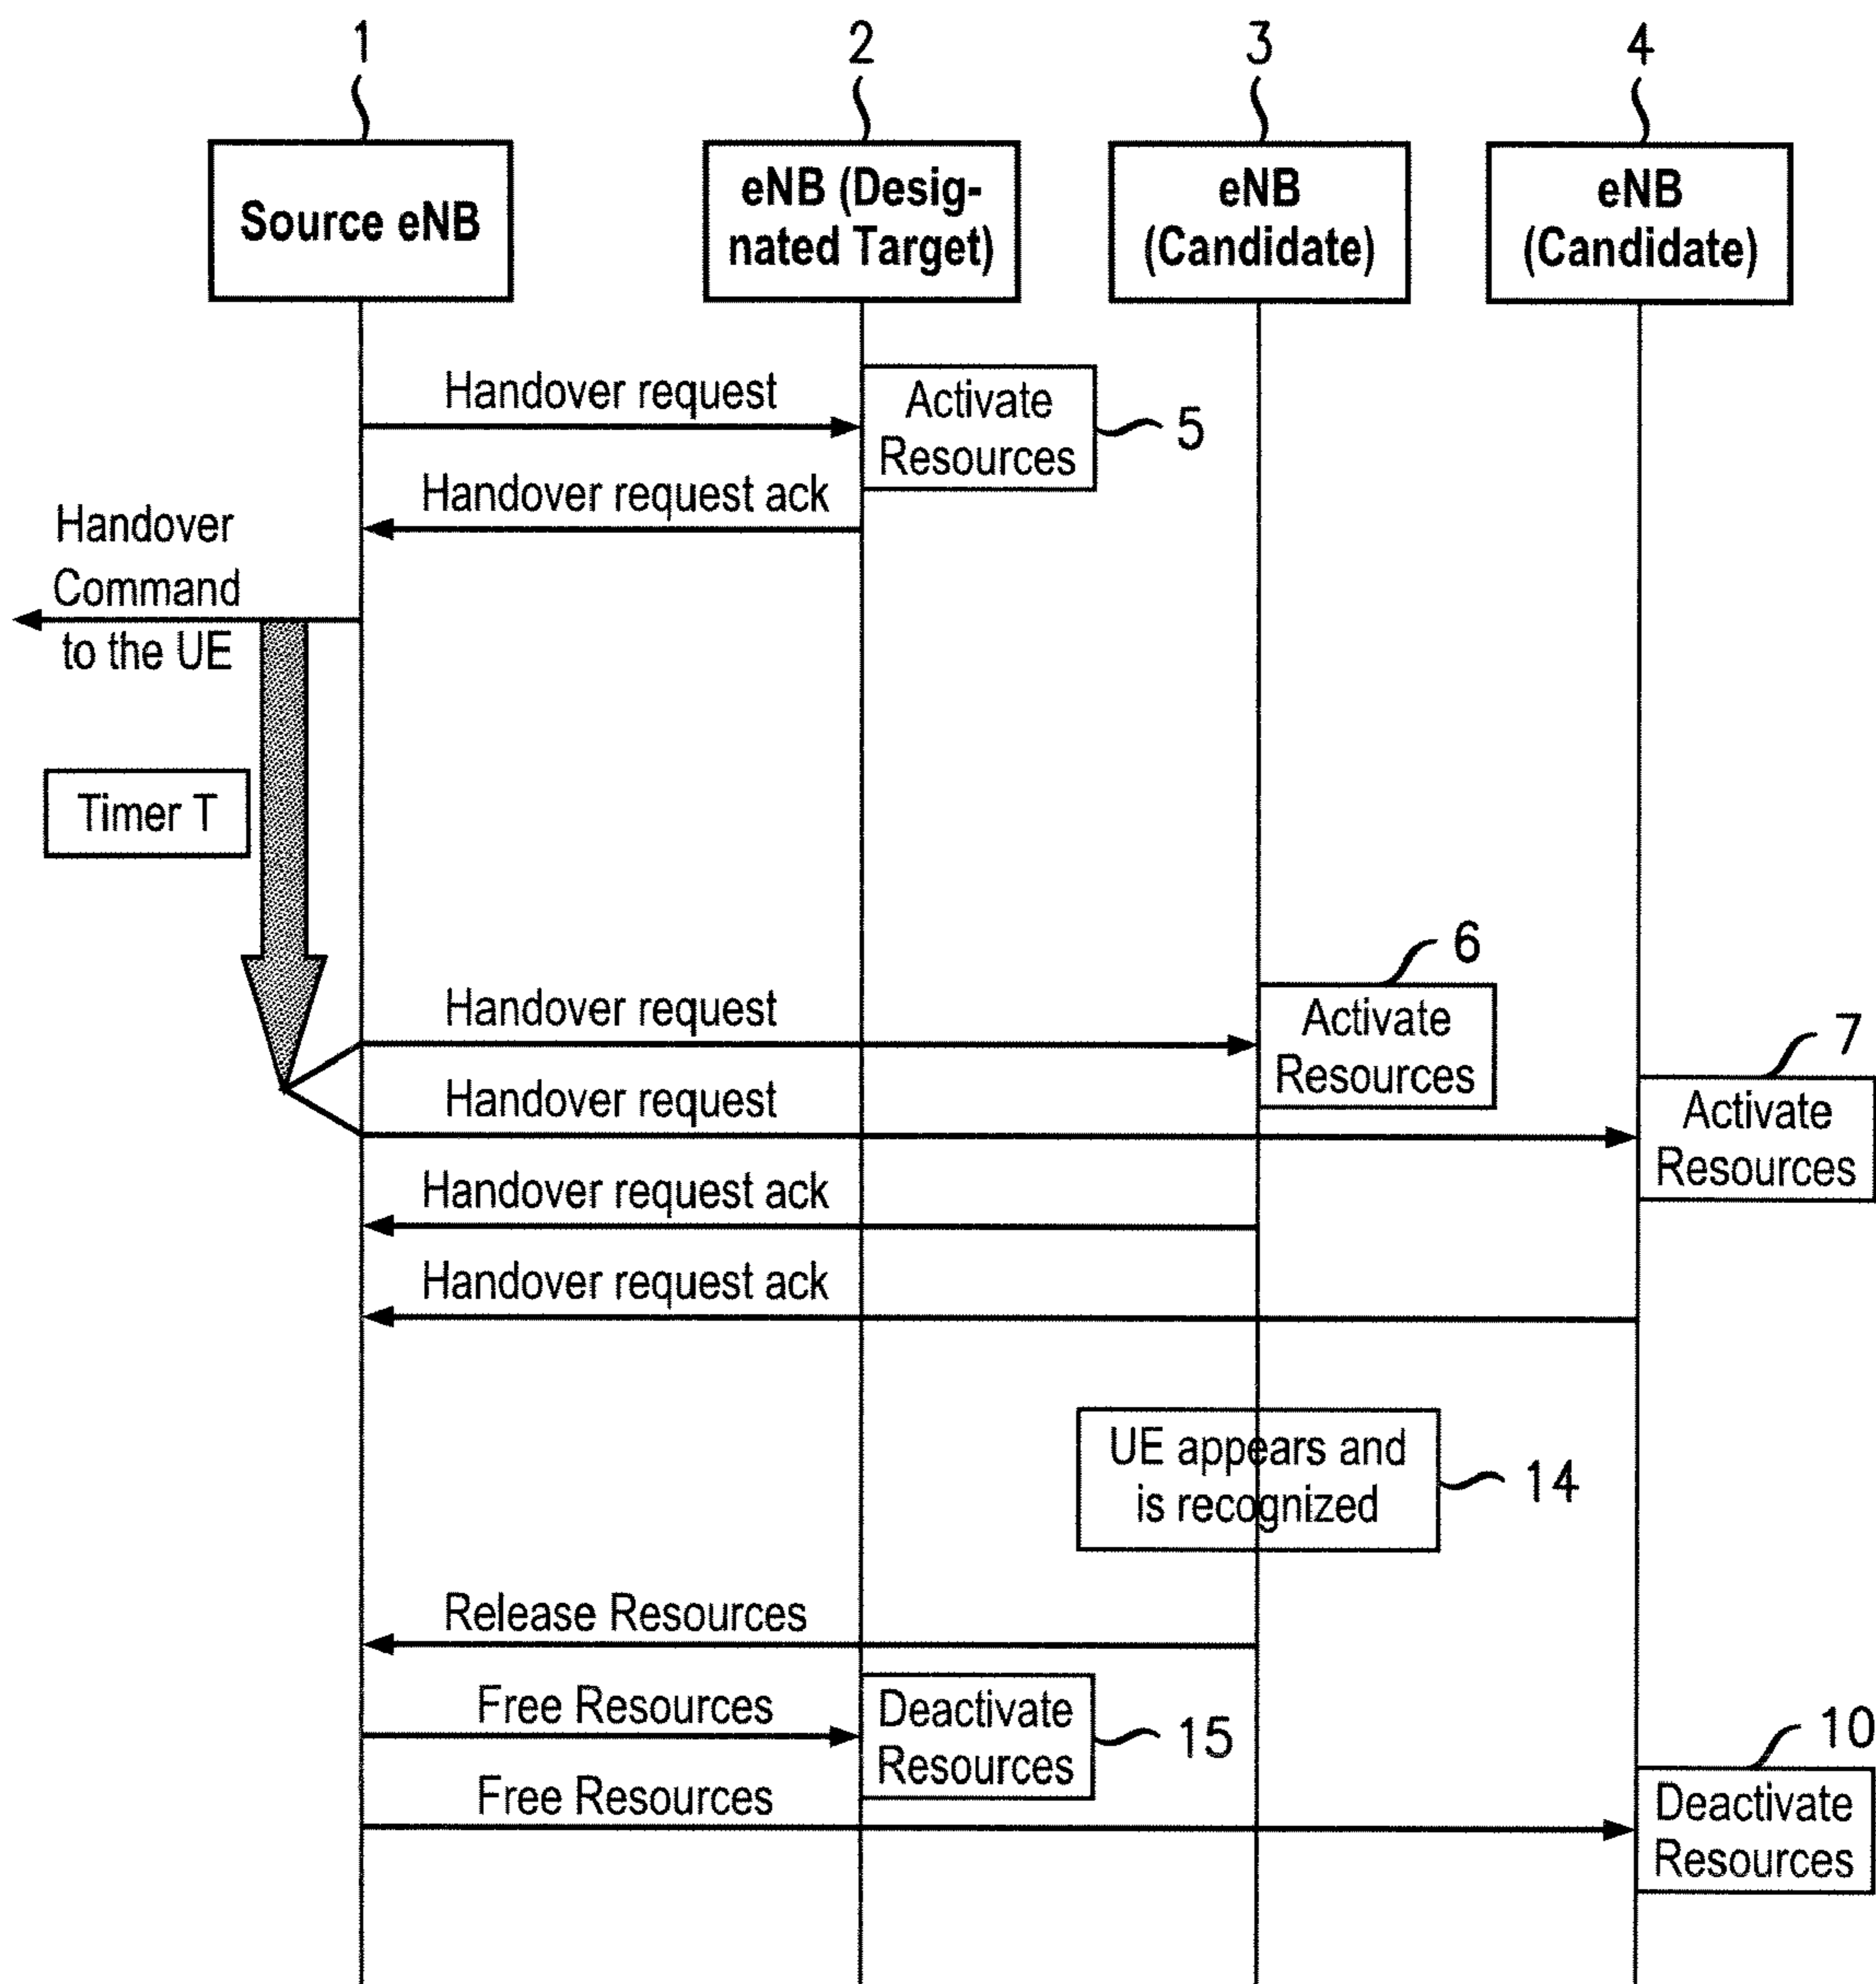 1
2
3
4
Source eNB
eNB (Desig-
nated Target)
eNB
(Candidate)
eNB
(Candidate)
Handover request
Activate
Resources
5
Handover request ack
Handover
Command
to the UE
Timer T
Handover request
Activate
Resources
6
Handover request
Activate
Resources
7
Handover request ack
Handover request ack
UE appears and
is recognized
14
Release Resources
Free Resources
Deactivate
Resources
15
Free Resources
Deactivate
Resources
10